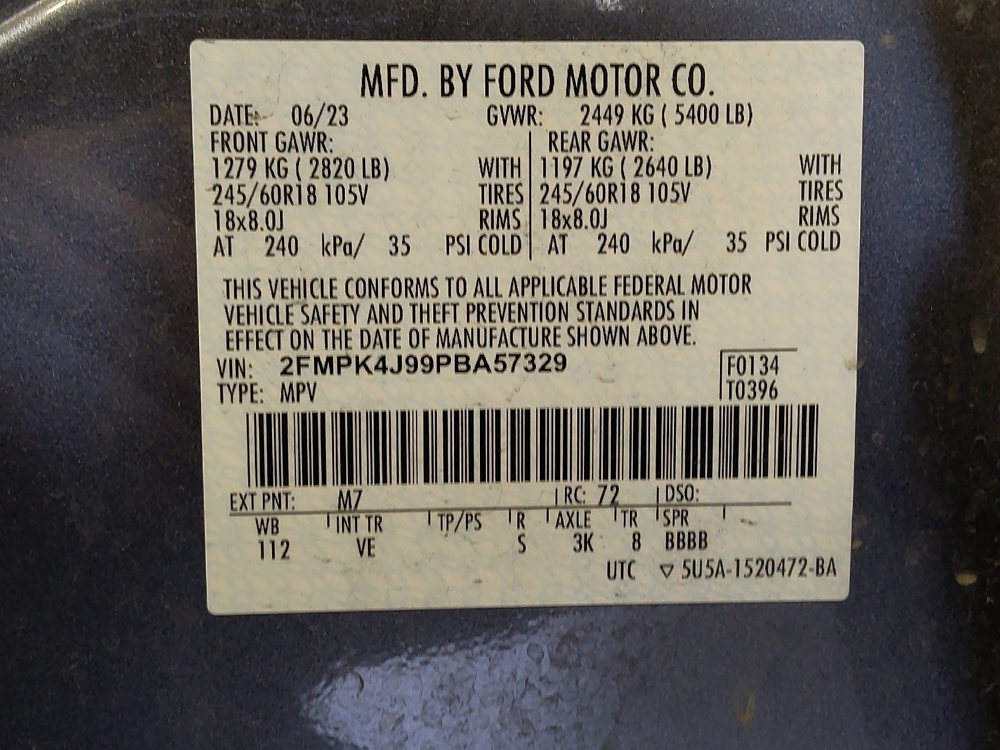 MFD. BY FORD MOTOR CO.
DATE: 06/23 GVWR: 2449 KG ( 5400 LB)
FRONT GAWR: REAR GAWR:
1279 KG ( 2820 LB) WITH 1197 KG ( 2640 LB) WITH
245/60R18 105V TIRES 245/60R18 105V TIRES
18x8.0J RIMS 18x8.0J RIMS
AT 240 kPa/ 35 PSI COLD AT 240 kPa/ 35 PSI COLD
THIS VEHICLE CONFORMS TO ALL APPLICABLE FEDERAL MOTOR
VEHICLE SAFETY AND THEFT PREVENTION STANDARDS IN
EFFECT ON THE DATE OF MANUFACTURE SHOWN ABOVE.
VIN: 2FMPK4J99PBA57329 F0134
TYPE: MPV T0396
EXT PNT: M7 RC: 72 DSO:
WB INT TR TP/PS R AXLE TR SPR
112 VE S 3K 8 BBBB
UTC ▽ 5U5A-1520472-BA